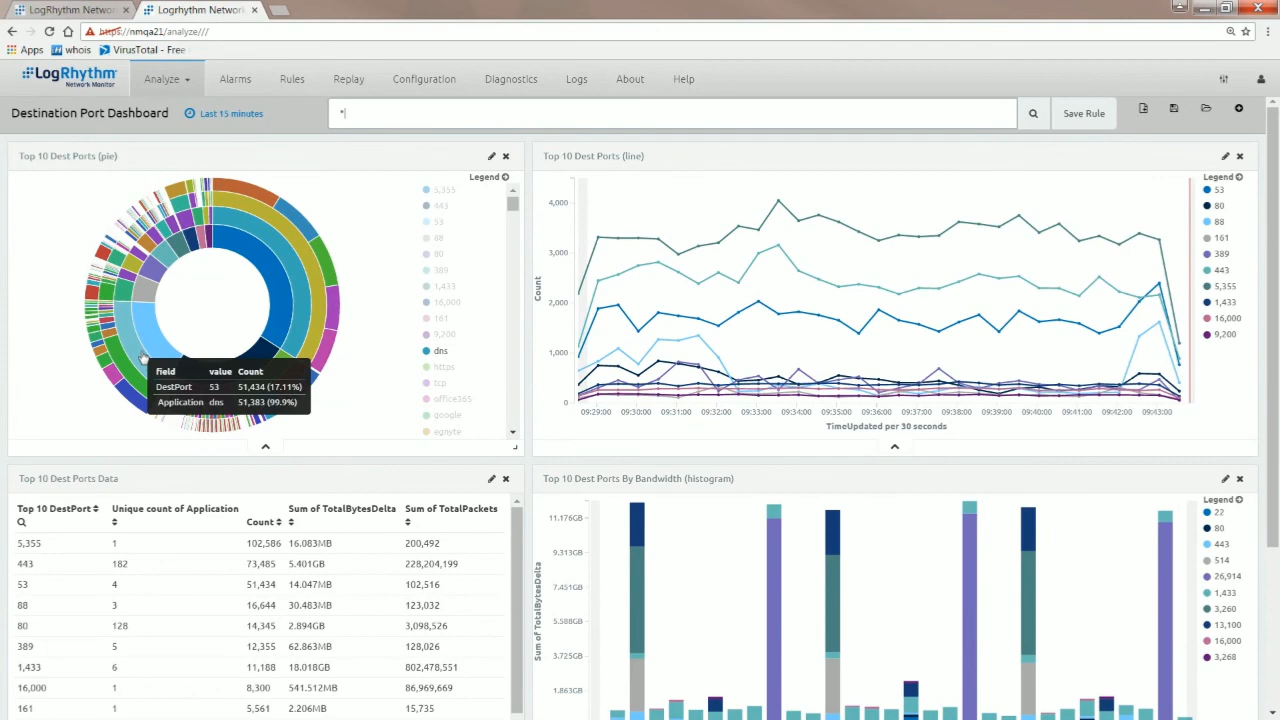 LogRhythm Network
Logrhythm Network
https://nmqa21/analyze///
Apps whois VirusTotal - Free
LogRhythm
Network Monitor
Analyze Alarms Rules Replay Configuration Diagnostics Logs About Help
Destination Port Dashboard Last 15 minutes * Save Rule
Top 10 Dest Ports (pie)
Legend
5,355
443
53
88
80
389
1,433
16,000
161
9,200
dns
https
tcp
office365
google
egnyte
field value Count
DestPort 53 51,434 (17.11%)
Application dns 51,383 (99.9%)
Top 10 Dest Ports (line)
Legend
53
80
88
161
389
443
5,355
1,433
16,000
9,200
Count
4,000
3,000
2,000
1,000
0
09:29:00 09:30:00 09:31:00 09:32:00 09:33:00 09:34:00 09:35:00 09:36:00 09:37:00 09:38:00 09:39:00 09:40:00 09:41:00 09:42:00 09:43:00
TimeUpdated per 30 seconds
Top 10 Dest Ports Data
Top 10 DestPort Unique count of Application Count Sum of TotalBytesDelta Sum of TotalPackets
5,355 1 102,586 16.083MB 200,492
443 182 73,485 5.401GB 228,204,199
53 4 51,434 14.047MB 102,516
88 3 16,644 30.483MB 123,032
80 128 14,345 2.894GB 3,098,526
389 5 12,355 62.863MB 128,026
1,433 6 11,188 18.018GB 802,478,551
16,000 1 8,300 541.512MB 86,969,669
161 1 5,561 2.206MB 15,735
Top 10 Dest Ports By Bandwidth (histogram)
Legend
22
80
443
514
26,914
1,433
3,260
13,100
16,000
3,268
Sum of TotalBytesDelta
11.176GB
9.313GB
7.451GB
5.588GB
3.725GB
1.863GB